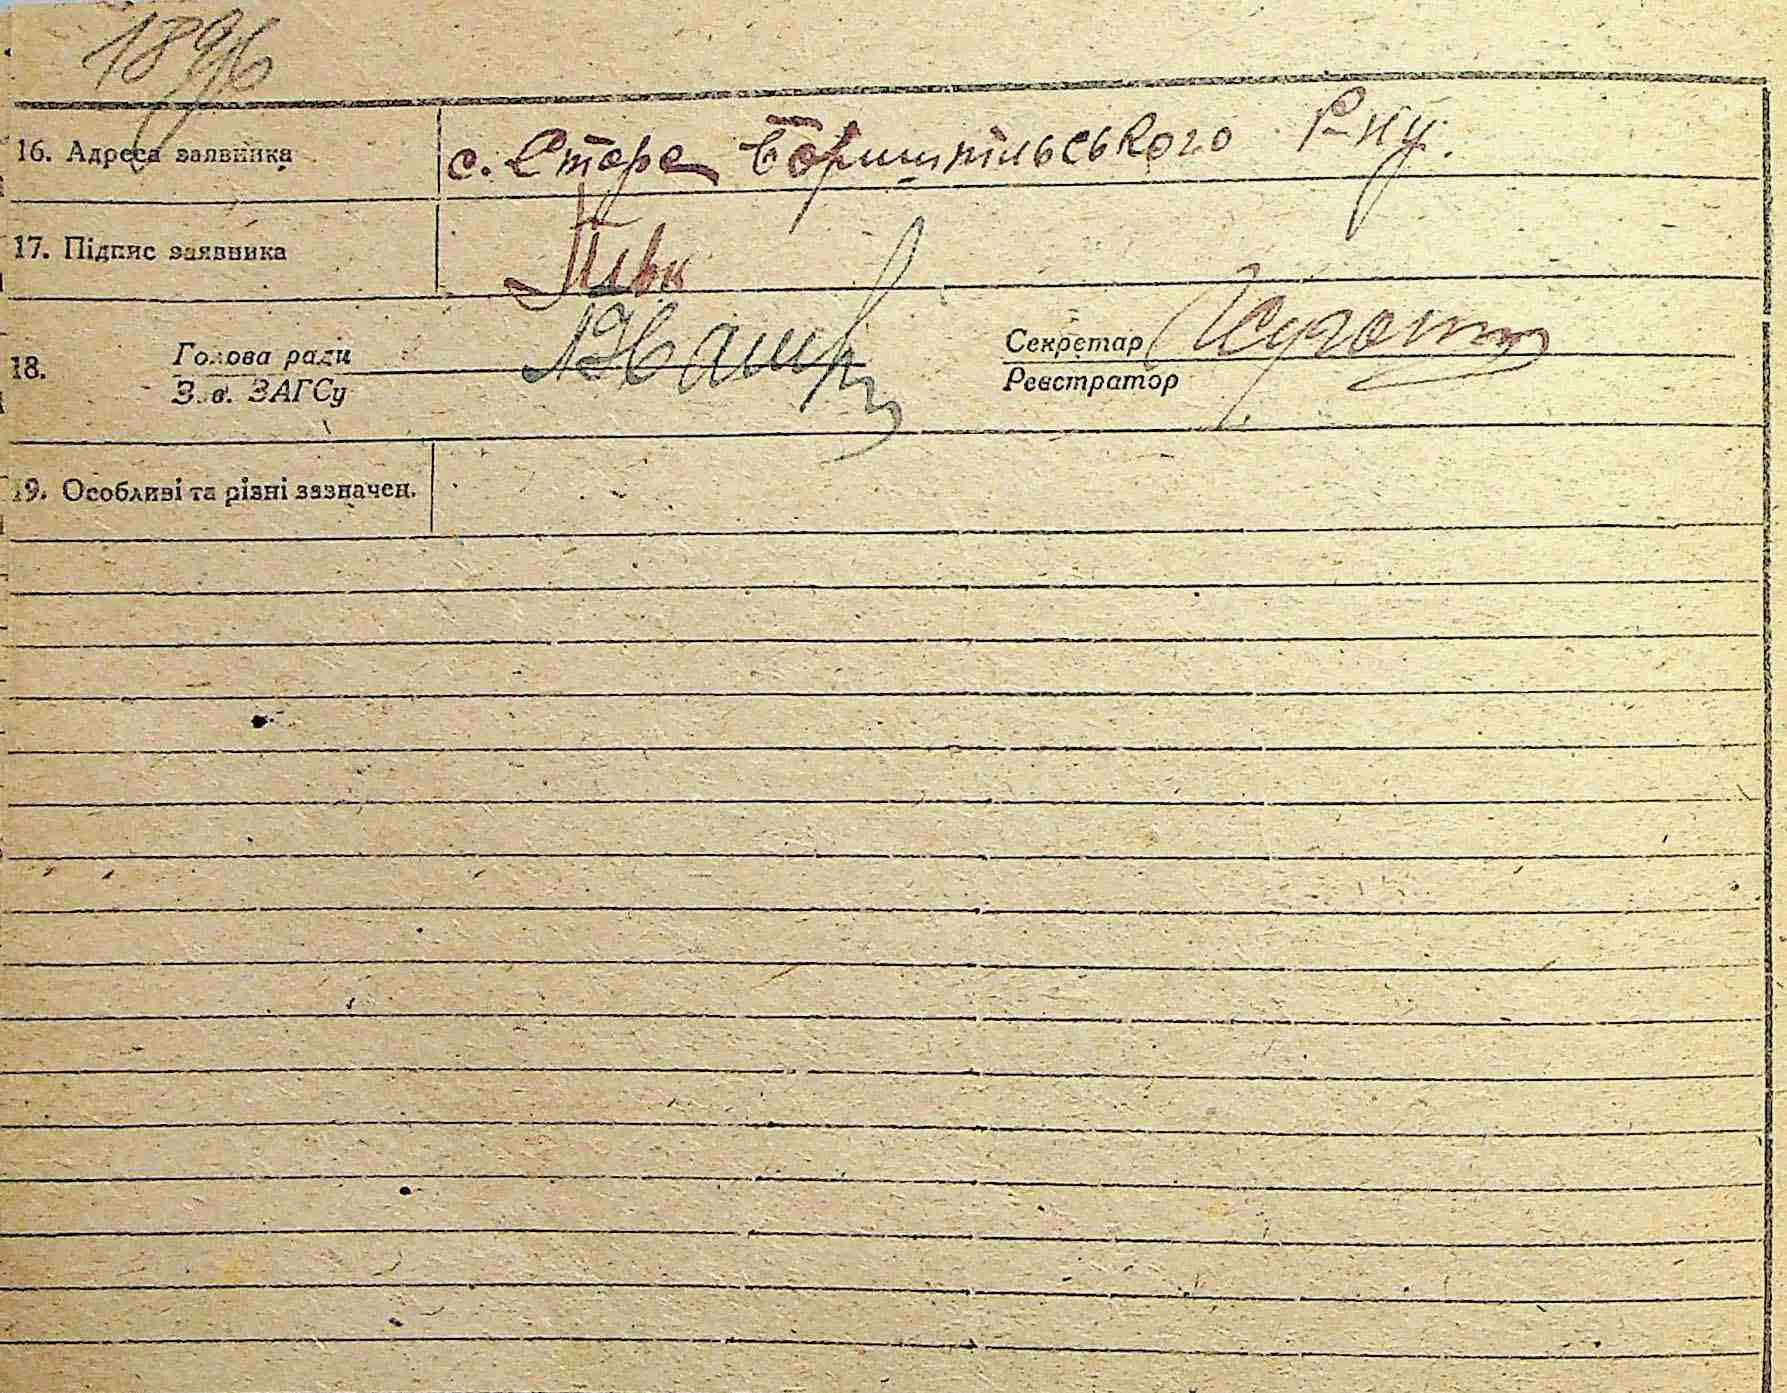 1896
16. Адреса заявника с. Старе Бориспільського Р-ну.
17. Підпис заявника
18. Голова ради Секретар
З. в. ЗАГСу Реєстратор
19. Особливі та різні зазначен.